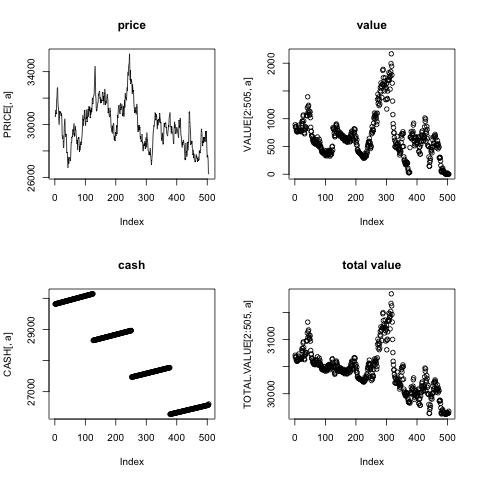 price
PRICE[, a]
34000
30000
26000
0 100 200 300 400 500
Index
value
VALUE[2:505, a]
2000
1000
500
0
0 100 200 300 400 500
Index
cash
CASH[, a]
29000
27000
0 100 200 300 400 500
Index
total value
TOTAL.VALUE[2:505, a]
31000
30000
0 100 200 300 400 500
Index